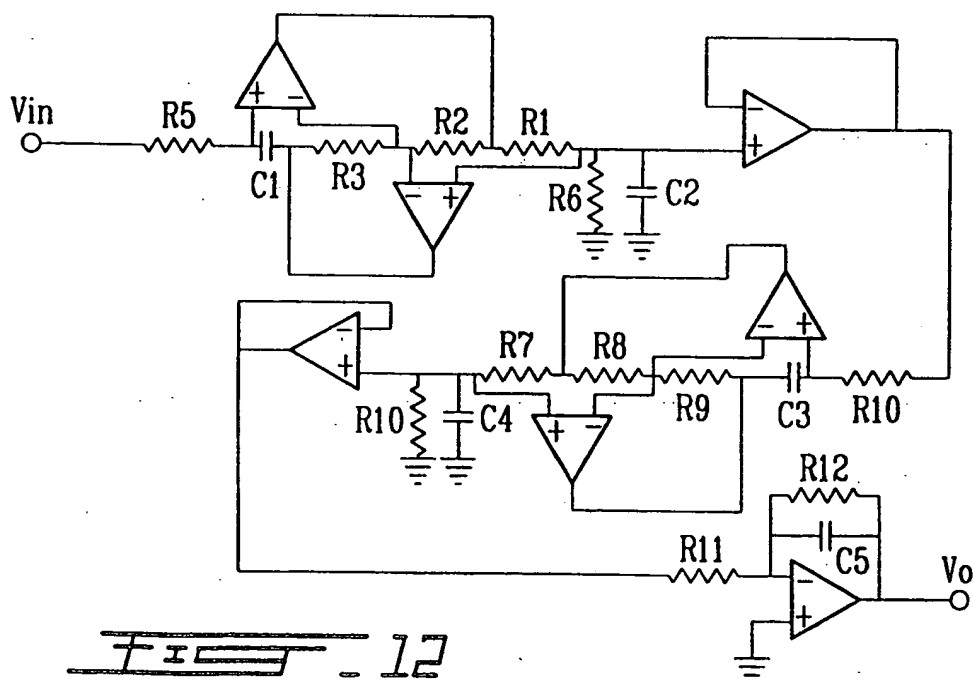 Vin
R5
+
-
C1
R3
R2
R1
-
+
R6
C2
-
+
-
+
R10
C4
R7
R8
+
-
R9
-
+
C3
R10
R11
R12
C5
-
+
Vo
FIG - 12